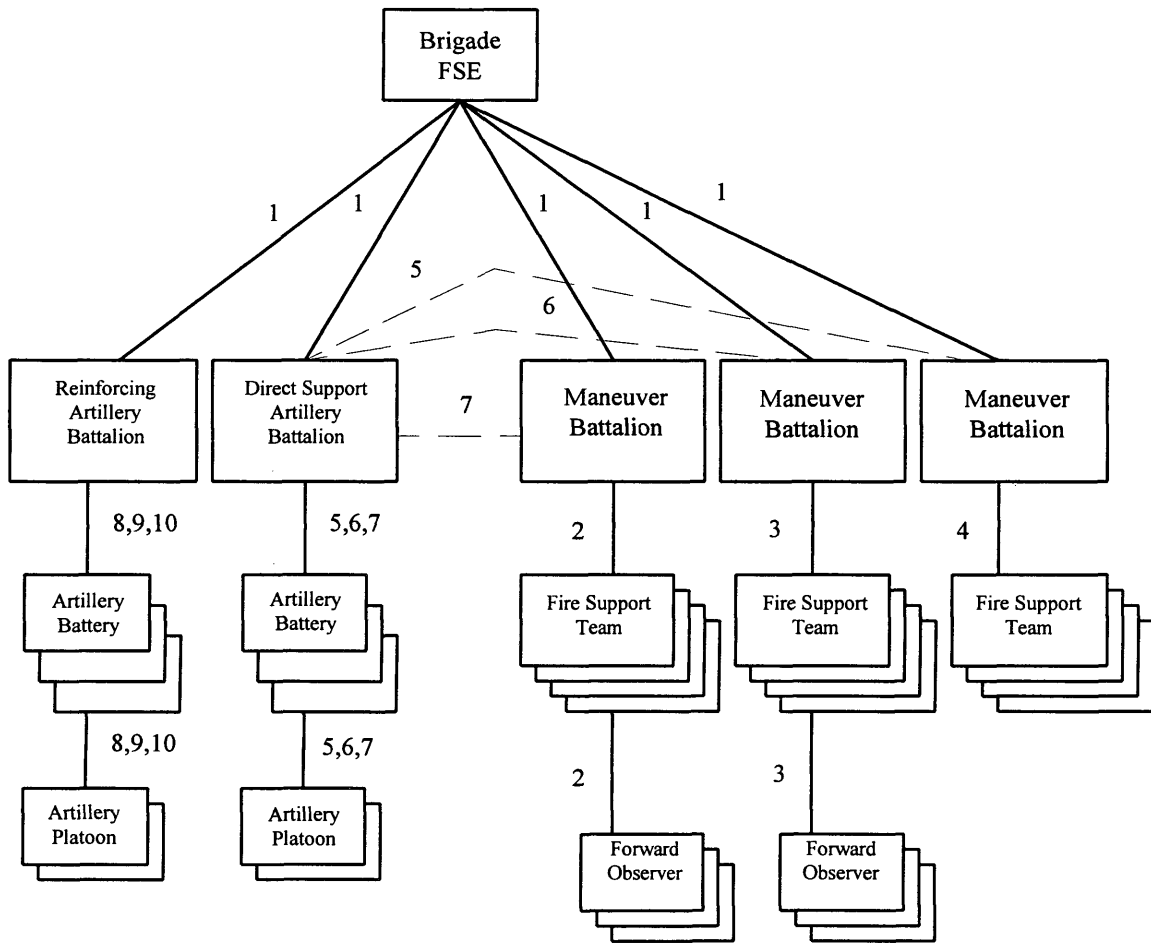 Brigade
FSE
1
1
1
1
1
5
6
Reinforcing
Artillery
Battalion
Direct Support
Artillery
Battalion
7
Maneuver
Battalion
Maneuver
Battalion
Maneuver
Battalion
8,9,10
5,6,7
2
3
4
Artillery
Battery
Artillery
Battery
Fire Support
Team
Fire Support
Team
Fire Support
Team
8,9,10
5,6,7
2
3
Artillery
Platoon
Artillery
Platoon
Forward
Observer
Forward
Observer